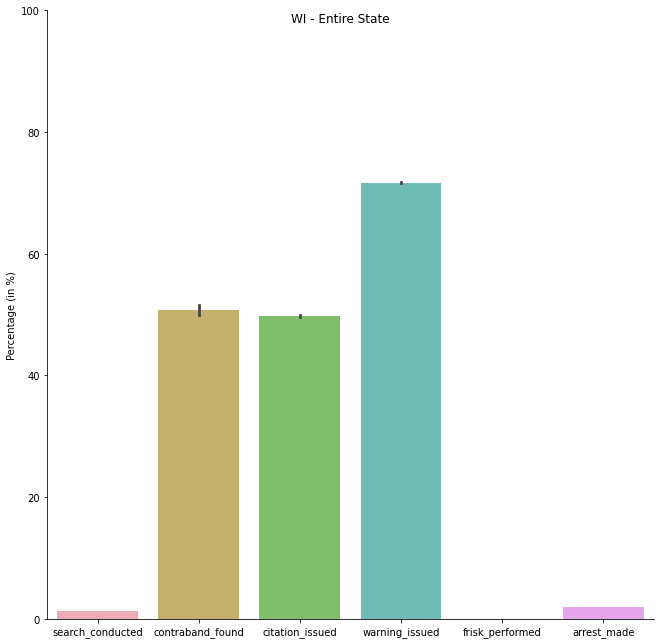 WI - Entire State
Percentage (in %)
100
80
60
40
20
0
search_conducted contraband_found citation_issued warning_issued frisk_performed arrest_made